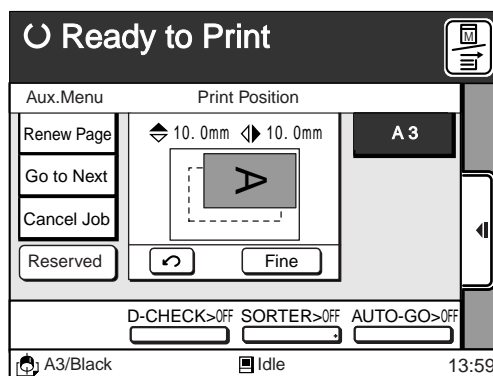 Ready to Print
M
Aux.Menu Print Position
Renew Page 10.0mm 10.0mm A 3
Go to Next A
Cancel Job
Reserved Fine
D-CHECK>OFF SORTER>OFF AUTO-GO>OFF
A3/Black Idle 13:59